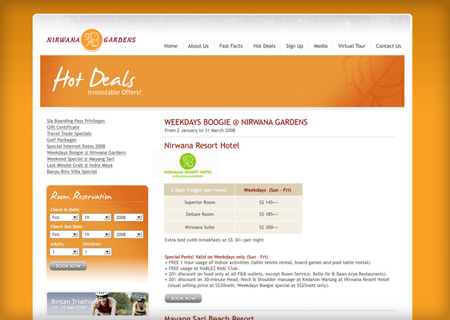 NIRWANA GARDENS
Home About Us Fast Facts Hot Deals Sign Up Media Virtual Tour Contact Us
Hot Deals
Irresistable Offers!
Sia Boarding Pass Privileges
Gift Certificate
Travel Trade Specials
Golf Packages
Special Internet Rates 2008
Weekdays Boogie @ Nirwana Gardens
Weekend Special @ Mayang Sari
Last Minute Grab @ Indra Maya
Banyu Biru Villa Special
Room Reservation
Check In Date:
Feb 19 2008
Check Out Date:
Feb 19 2008
Adults: Children:
1
BOOK NOW
Bintan Triathlon
WEEKDAYS BOOGIE @ NIRWANA GARDENS
From 2 January to 31 March 2008
Nirwana Resort Hotel
NIRWANA RESORT HOTEL
2 days 1 night (per room) Weekdays (Sun - Fri)
Superior Room S$ 145++
Deluxe Room S$ 185++
Nirwana Suite S$ 300++
Extra bed (with breakfast) at S$ 30++per night
Special Perks! Valid on Weekdays only (Sun - Fri)
• FREE 1 hour usage of indoor activities (table tennis rental, board games and pool table rental).
• FREE usage at MARLEZ Kids' Club.
• 20% discount on food only at all F&B outlets, except Room Service, Belle Ile & Baan Arya Restaurants).
• 20% discount on 30-minute Head, Neck & Shoulder massage at Kedaton Warung at Nirwana Resort Hotel
(Usual selling price at S$30nett, Weekdays Boogie special at S$25nett only).
BOOK NOW
Mayang Sari Beach Resort